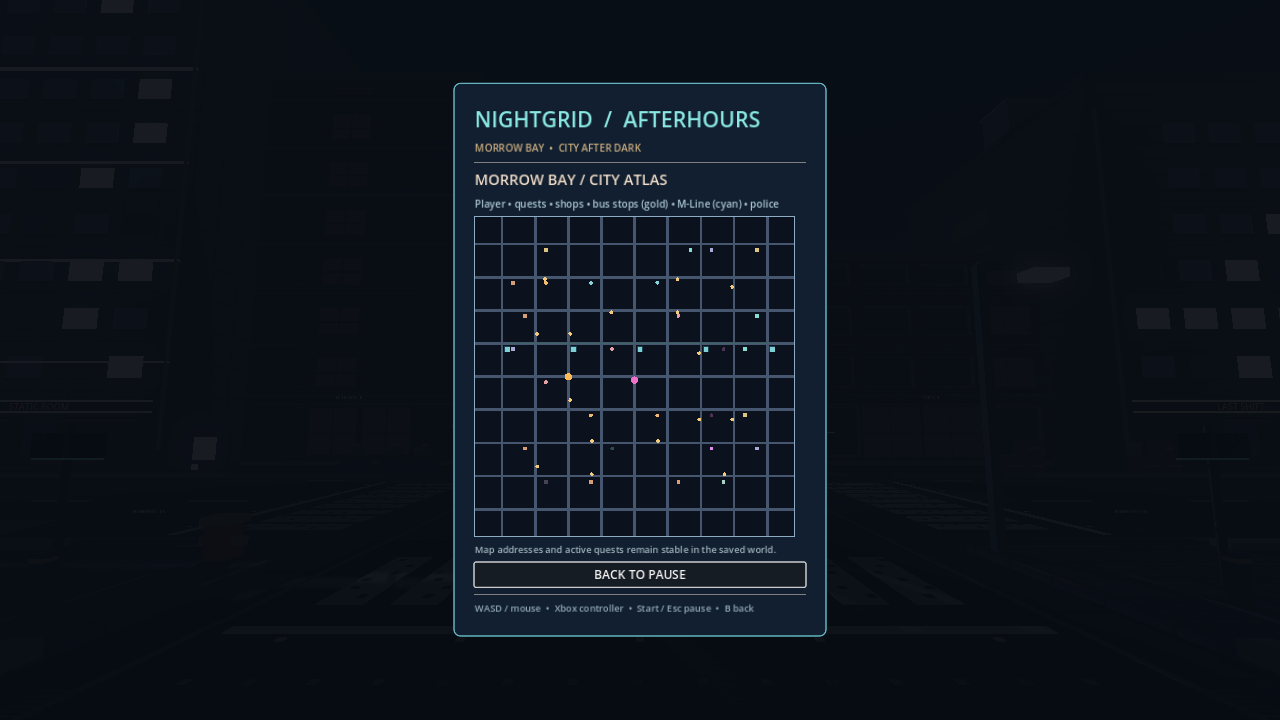 NIGHTGRID / AFTERHOURS
MORROW BAY • CITY AFTER DARK
MORROW BAY / CITY ATLAS
Player • quests • shops • bus stops (gold) • M-Line (cyan) • police
Map addresses and active quests remain stable in the saved world.
BACK TO PAUSE
WASD / mouse • Xbox controller • Start / Esc pause • B back